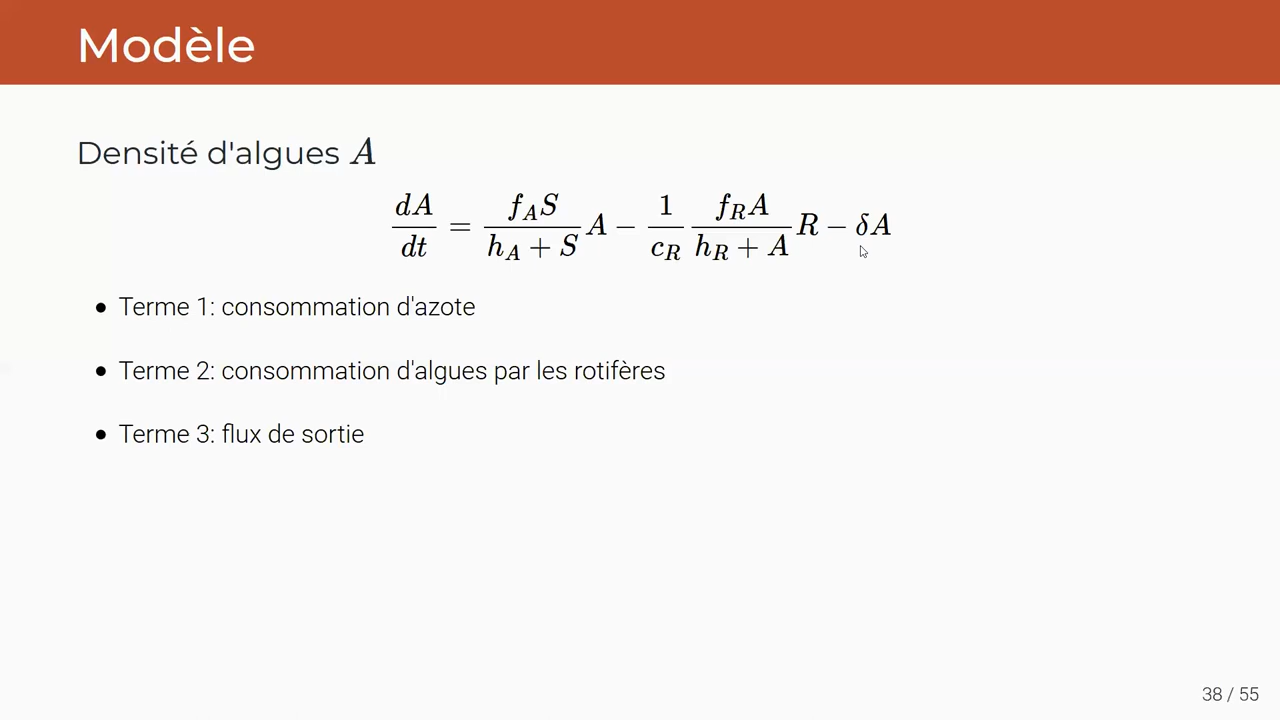 Modèle
Densité d'algues A
dA/dt = f_A S/(h_A + S) A − 1/c_R f_R A/(h_R + A) R − δA
Terme 1: consommation d'azote
Terme 2: consommation d'algues par les rotifères
Terme 3: flux de sortie
38 / 55